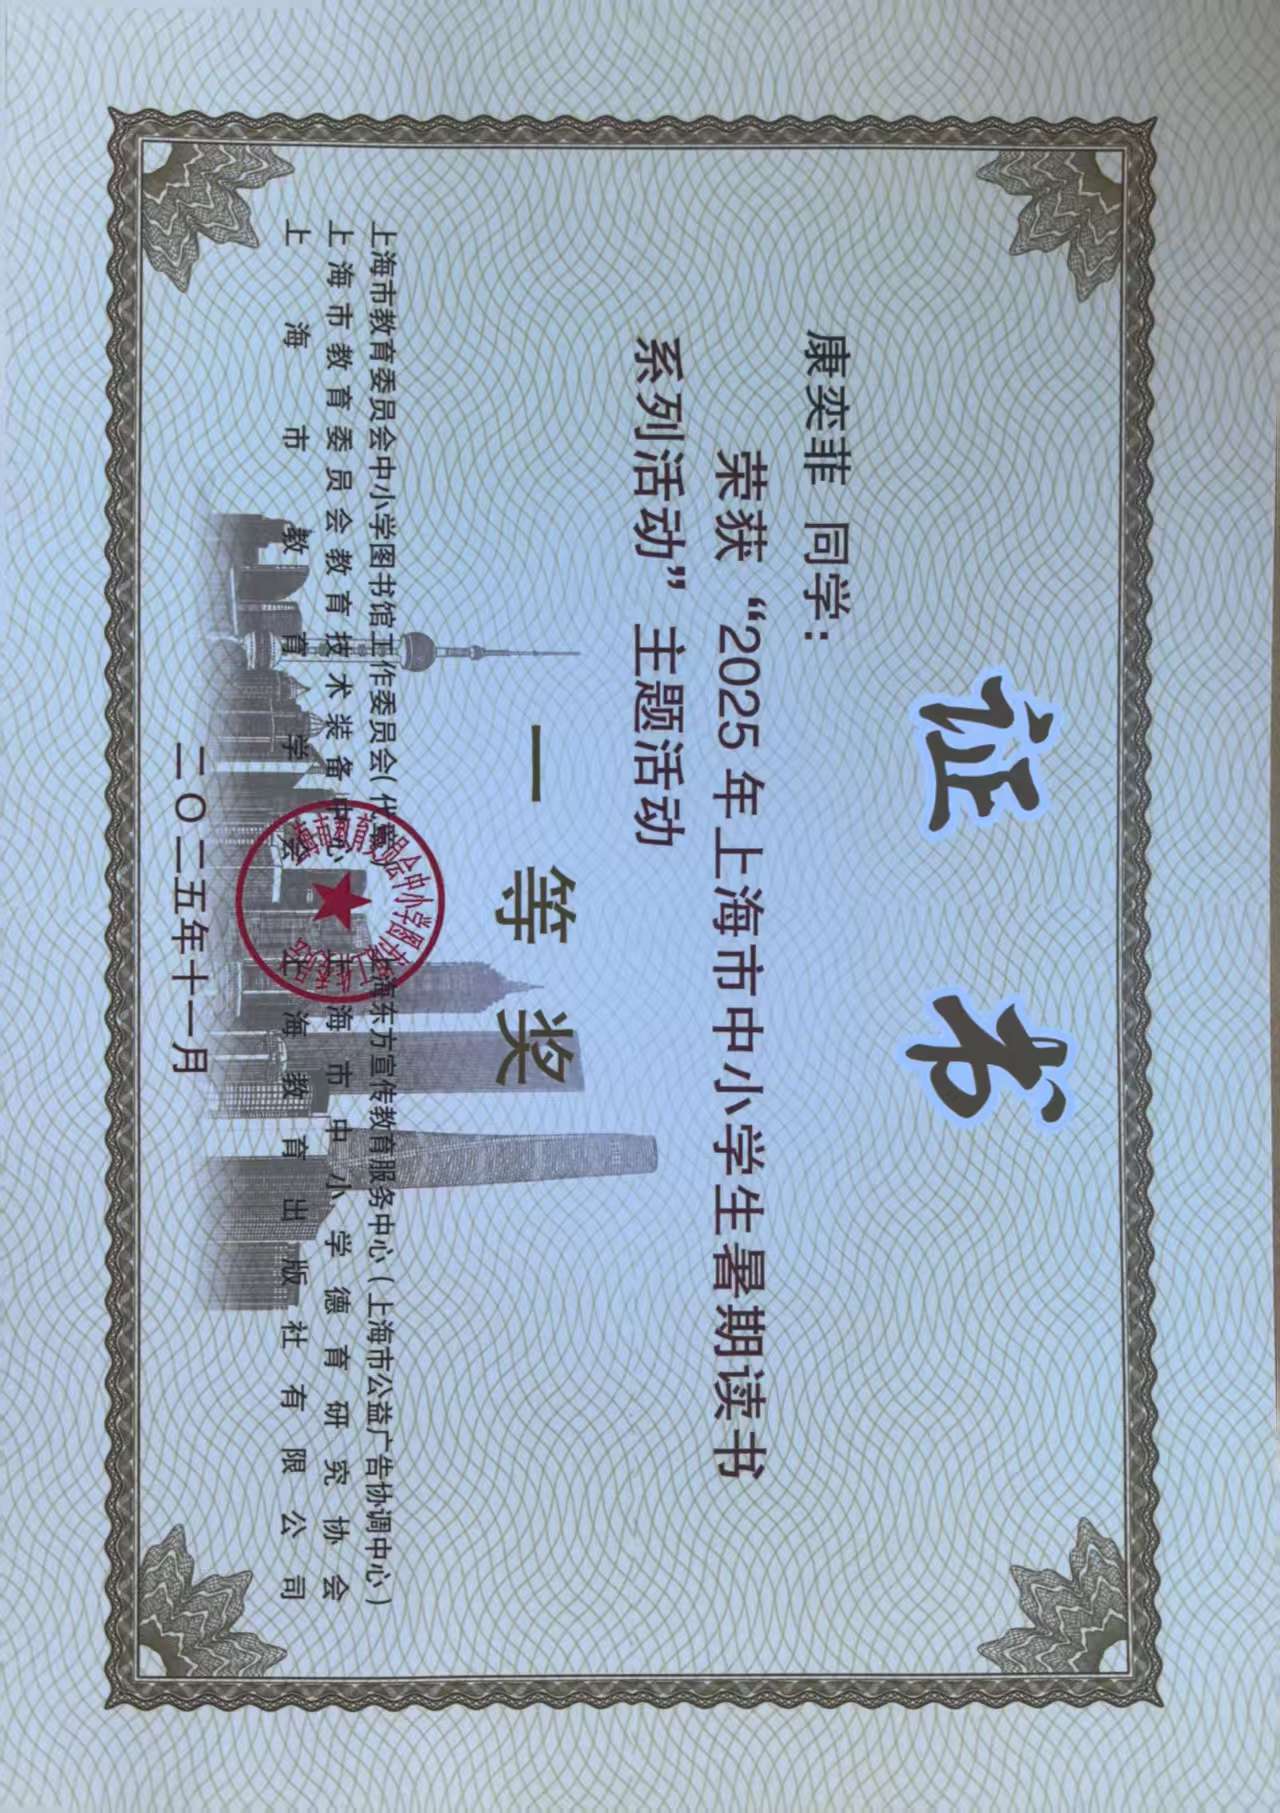 证书
康奕菲 同学：
荣获“2025年上海市中小学生暑期读书
系列活动”主题活动
一等奖
上海市教育委员会中小学图书馆工作委员会(代章) 上海东方宣传教育服务中心（上海市公益广告协调中心）
上海市教育委员会教育技术装备中心 上海市中小学德育研究协会
上海市教育学会 上海教育出版社有限公司
二〇二五年十一月